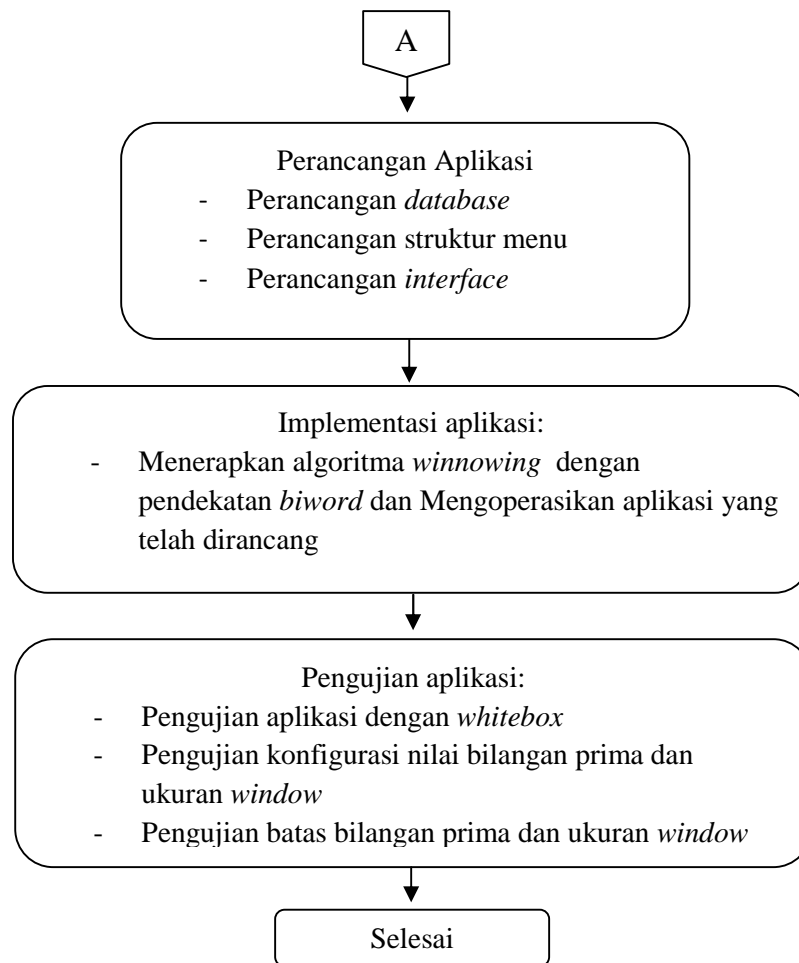 A
Perancangan Aplikasi
- Perancangan database
- Perancangan struktur menu
- Perancangan interface
Implementasi aplikasi:
- Menerapkan algoritma winnowing dengan
pendekatan biword dan Mengoperasikan aplikasi yang
telah dirancang
Pengujian aplikasi:
- Pengujian aplikasi dengan whitebox
- Pengujian konfigurasi nilai bilangan prima dan
ukuran window
- Pengujian batas bilangan prima dan ukuran window
Selesai